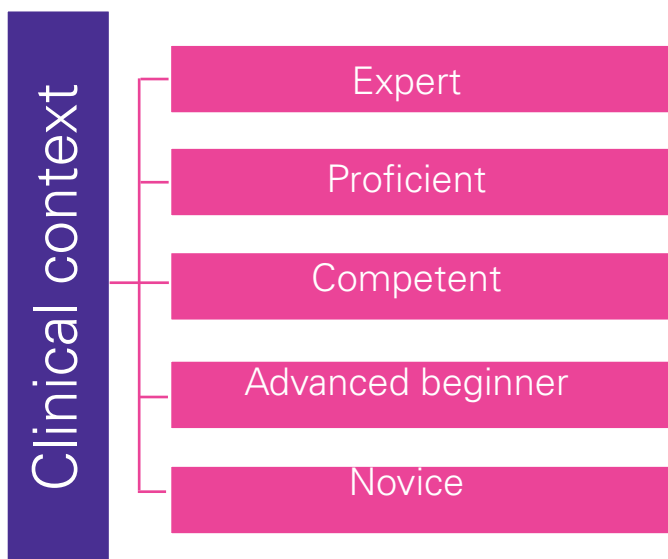 Clinical context
Expert
Proficient
Competent
Advanced beginner
Novice